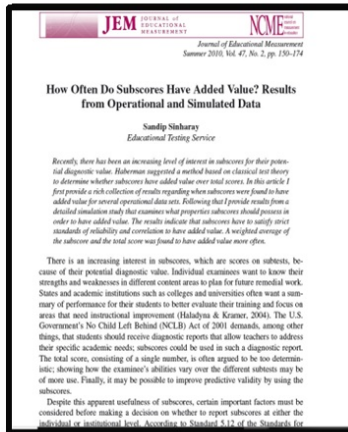 JEM JOURNAL of
EDUCATIONAL
MEASUREMENT
NCME
Journal of Educational Measurement
Summer 2010, Vol. 47, No. 2, pp. 150–174
How Often Do Subscores Have Added Value? Results
from Operational and Simulated Data
Sandip Sinharay
Educational Testing Service
Recently, there has been an increasing level of interest in subscores for their poten-
tial diagnostic value. Haberman suggested a method based on classical test theory
to determine whether subscores have added value over total scores. In this article I
first provide a rich collection of results regarding when subscores were found to have
added value for several operational data sets. Following that I provide results from a
detailed simulation study that examines what properties subscores should possess in
order to have added value. The results indicate that subscores have to satisfy strict
standards of reliability and correlation to have added value. A weighted average of
the subscore and the total score was found to have added value more often.
There is an increasing interest in subscores, which are scores on subtests, be-
cause of their potential diagnostic value. Individual examinees want to know their
strengths and weaknesses in different content areas to plan for future remedial work.
States and academic institutions such as colleges and universities often want a sum-
mary of performance for their students to better evaluate their training and focus on
areas that need instructional improvement (Haladyna & Kramer, 2004). The U.S.
Government's No Child Left Behind (NCLB) Act of 2001 demands, among other
things, that students should receive diagnostic reports that allow teachers to address
their specific academic needs; subscores could be used in such a diagnostic report.
The total score, consisting of a single number, is often argued to be too determin-
istic; showing how the examinee's abilities vary over the different subtests may be
of more use. Finally, it may be possible to improve predictive validity by using the
subscores.
Despite this apparent usefulness of subscores, certain important factors must be
considered before making a decision on whether to report subscores at either the
individual or institutional level. According to Standard 5.12 of the Standards for